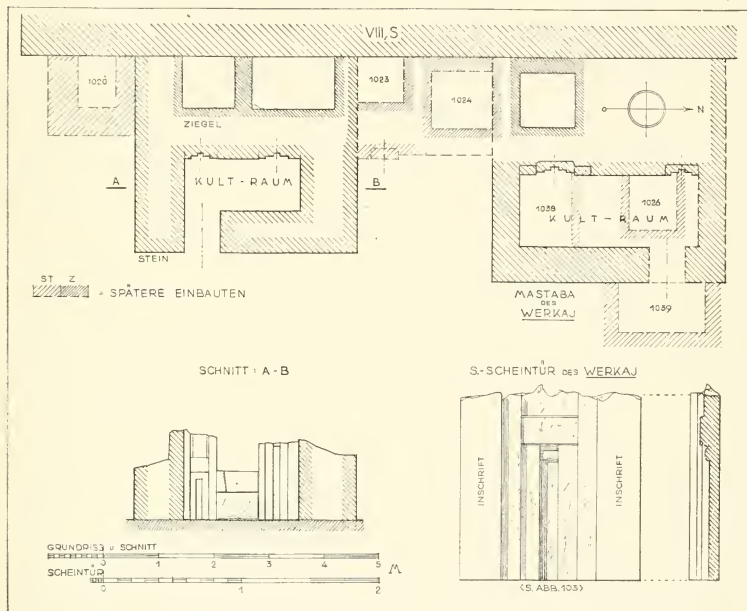 VIII, S
1020
1023
1024
N
ZIEGEL
A
KULT-RAUM
B
1038
1026
KULT-RAUM
STEIN
ST Z
= SPÄTERE EINBAUTEN
MASTABA
DES
WERKAJ
1039
SCHNITT : A-B
S.-SCHEINTÜR DES WERKAJ
INSCHRIFT
INSCHRIFT
GRUNDRISS U SCHNITT
0 1 2 3 4 5 M
SCHEINTÜR
0 1 2
(S. ABB. 103)